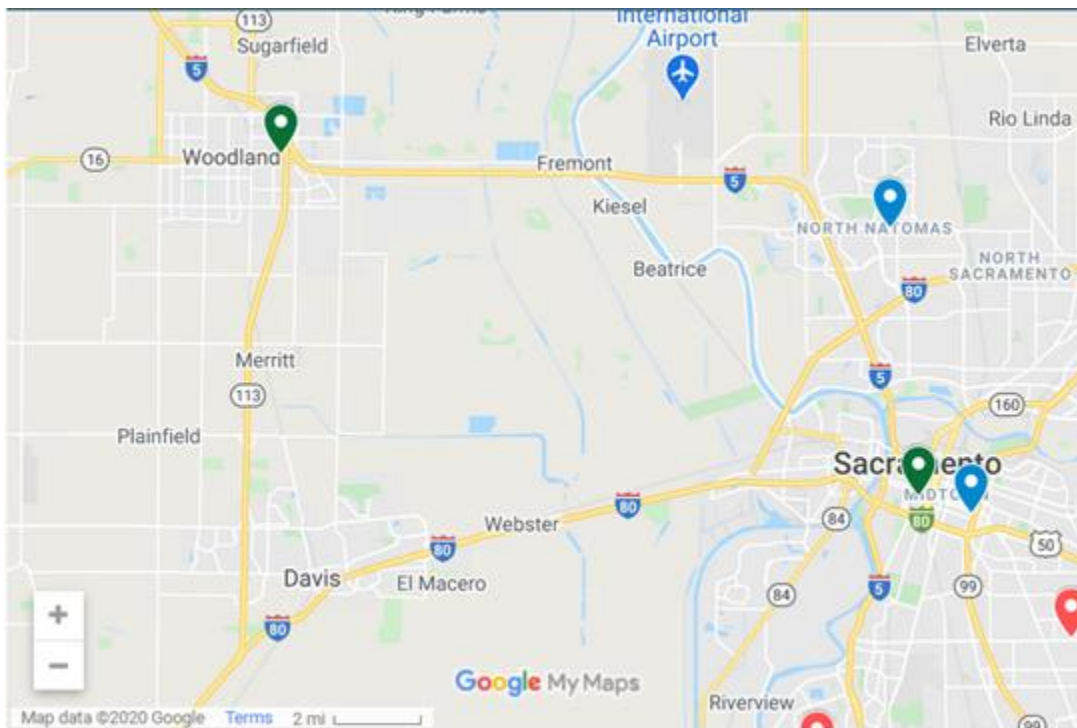 113
International
Airport
Sugarfield
Elverta
5
Rio Linda
16
Woodland
Fremont
5
Kiesel
NORTH NATOMAS
Beatrice
NORTH
SACRAMENTO
80
Merritt
5
113
160
Plainfield
Sacramento
MIDTO
80
84
80
Webster
50
80
Davis
El Macero
5
99
84
80
Google My Maps
Riverview
Map data ©2020 Google Terms 2 mi
99